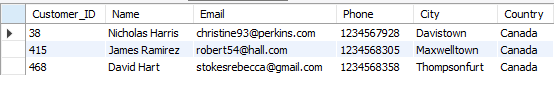 Customer_ID Name Email Phone City Country
38 Nicholas Harris christine93@perkins.com 1234567928 Davistown Canada
415 James Ramirez robert54@hall.com 1234568305 Maxwelltown Canada
468 David Hart stokesrebecca@gmail.com 1234568358 Thompsonfurt Canada